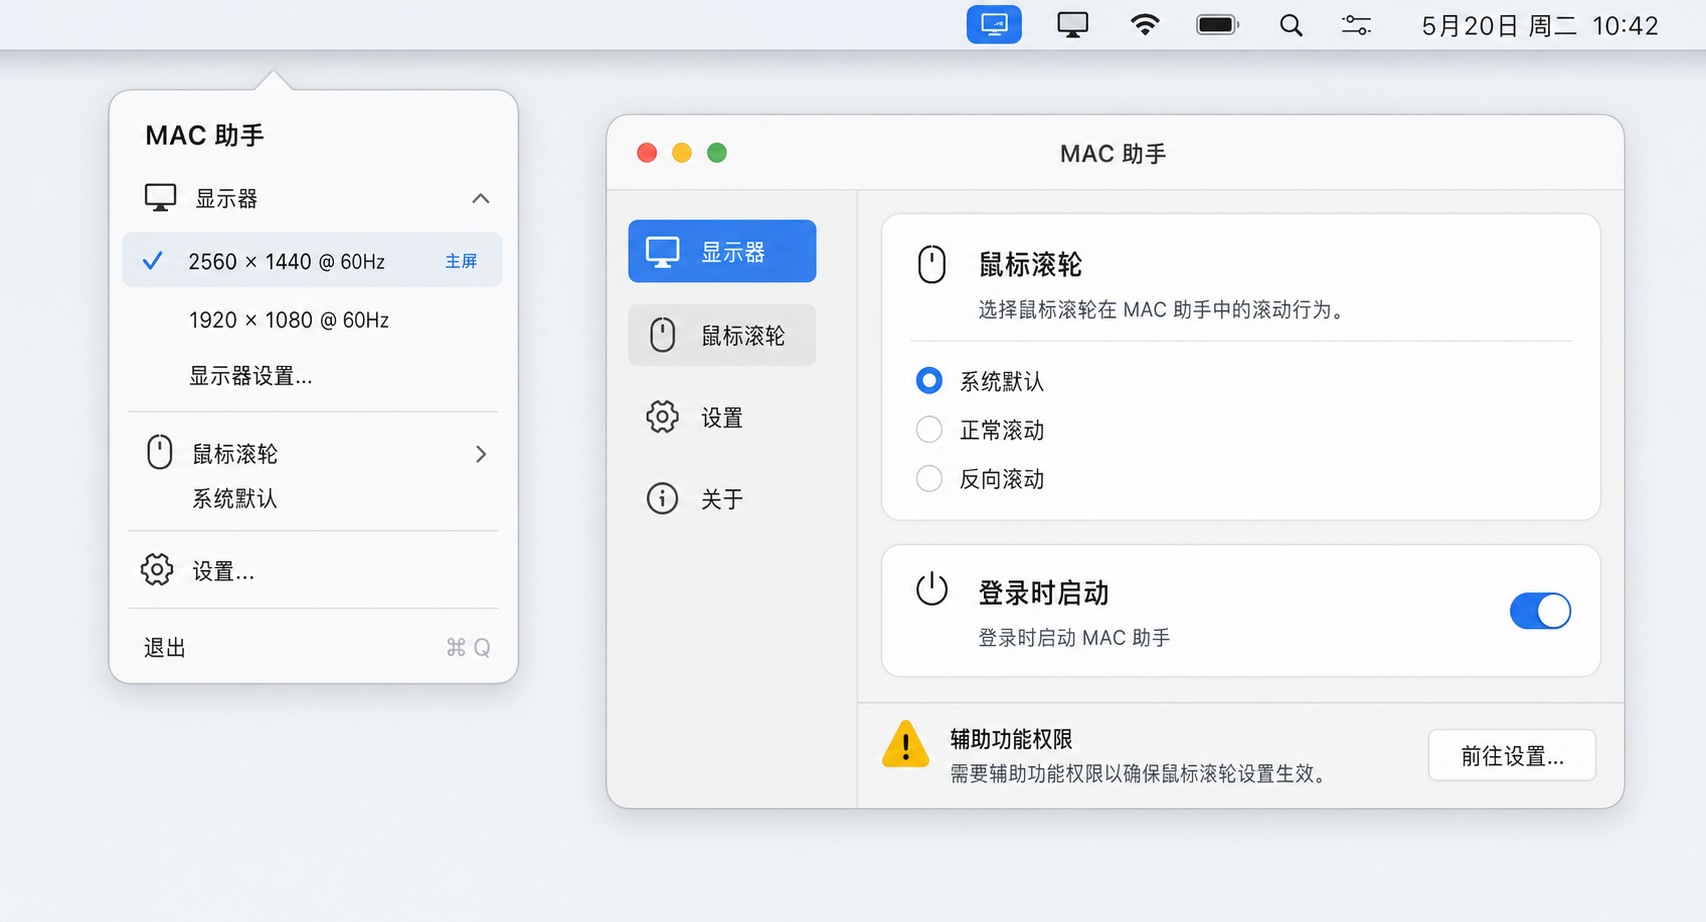 5月20日 周二 10:42
MAC 助手
显示器
2560 × 1440 @ 60Hz 主屏
1920 × 1080 @ 60Hz
显示器设置...
鼠标滚轮
系统默认
设置...
退出 ⌘ Q
MAC 助手
显示器
鼠标滚轮
设置
关于
鼠标滚轮
选择鼠标滚轮在 MAC 助手中的滚动行为。
系统默认
正常滚动
反向滚动
登录时启动
登录时启动 MAC 助手
辅助功能权限
需要辅助功能权限以确保鼠标滚轮设置生效。
前往设置...